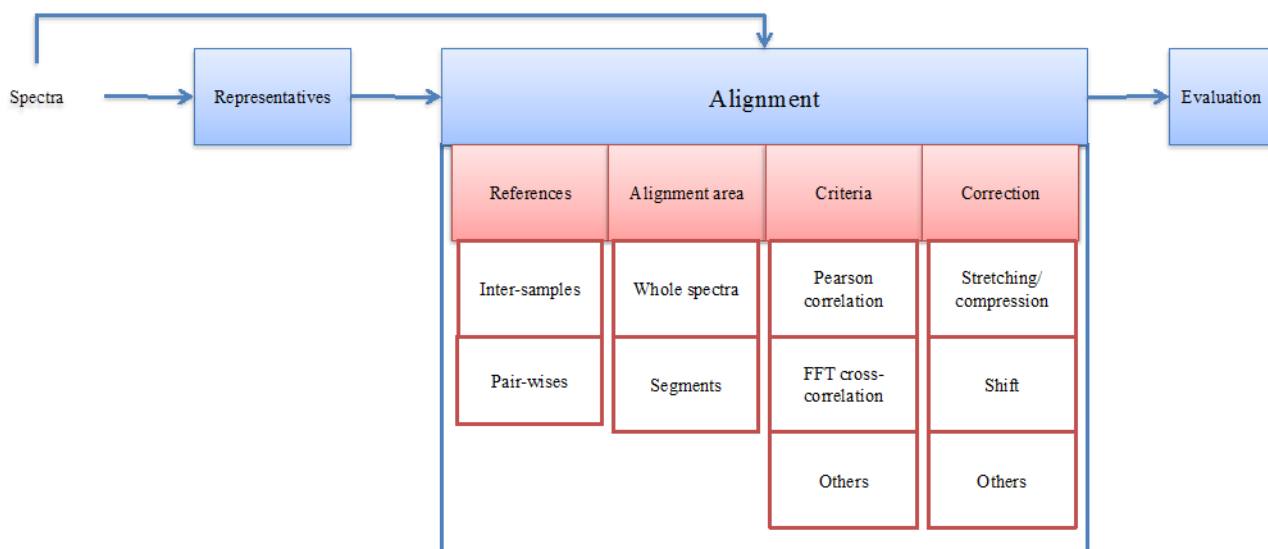 Spectra
Representatives
Alignment
Evaluation
References
Alignment area
Criteria
Correction
Inter-samples
Whole spectra
Pearson
correlation
Stretching/
compression
Pair-wises
Segments
FFT cross-
correlation
Shift
Others
Others